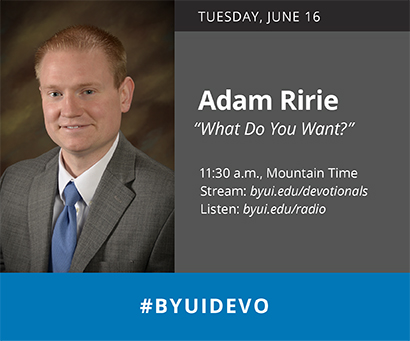 TUESDAY, JUNE 16
Adam Ririe
“What Do You Want?”
11:30 a.m., Mountain Time
Stream: byui.edu/devotionals
Listen: byui.edu/radio
#BYUIDEVO